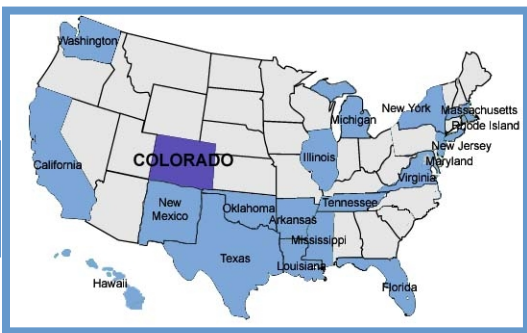 Washington
New York
Massachusetts
Michigan
Rhode Island
New Jersey
COLORADO
Illinois
Maryland
California
Virginia
New
Mexico
Oklahoma
Tennessee
Arkansas
Mississippi
Texas
Louisiana
Hawaii
Florida